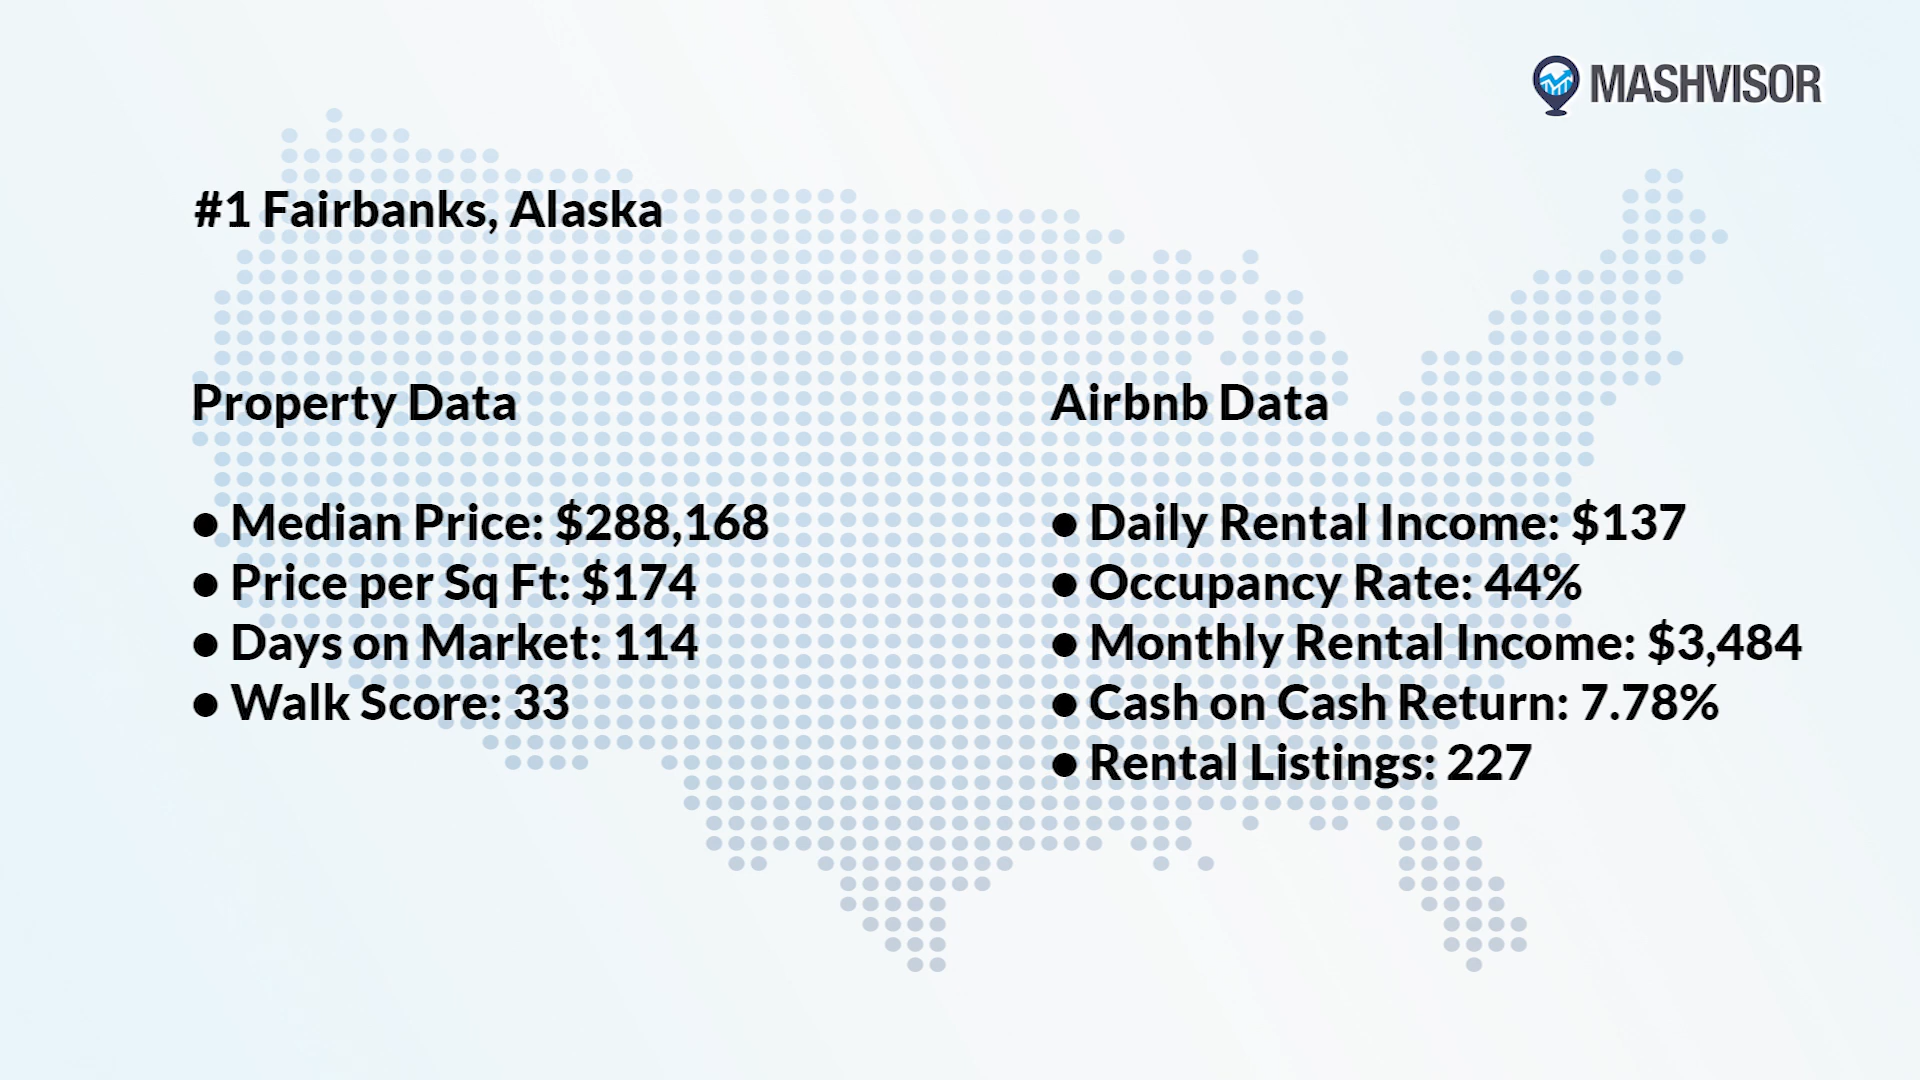 MASHVISOR
#1 Fairbanks, Alaska
Property Data
● Median Price: $288,168
● Price per Sq Ft: $174
● Days on Market: 114
● Walk Score: 33
Airbnb Data
● Daily Rental Income: $137
● Occupancy Rate: 44%
● Monthly Rental Income: $3,484
● Cash on Cash Return: 7.78%
● Rental Listings: 227